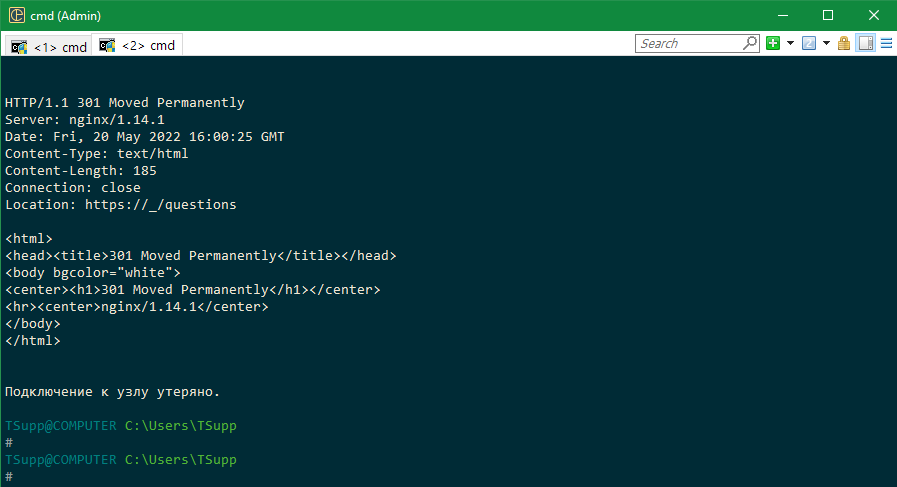 cmd (Admin)
<1> cmd
<2> cmd
Search
HTTP/1.1 301 Moved Permanently
Server: nginx/1.14.1
Date: Fri, 20 May 2022 16:00:25 GMT
Content-Type: text/html
Content-Length: 185
Connection: close
Location: https://_/questions
<html>
<head><title>301 Moved Permanently</title></head>
<body bgcolor="white">
<center><h1>301 Moved Permanently</h1></center>
<hr><center>nginx/1.14.1</center>
</body>
</html>
Подключение к узлу утеряно.
TSupp@COMPUTER C:\Users\TSupp
#
TSupp@COMPUTER C:\Users\TSupp
#